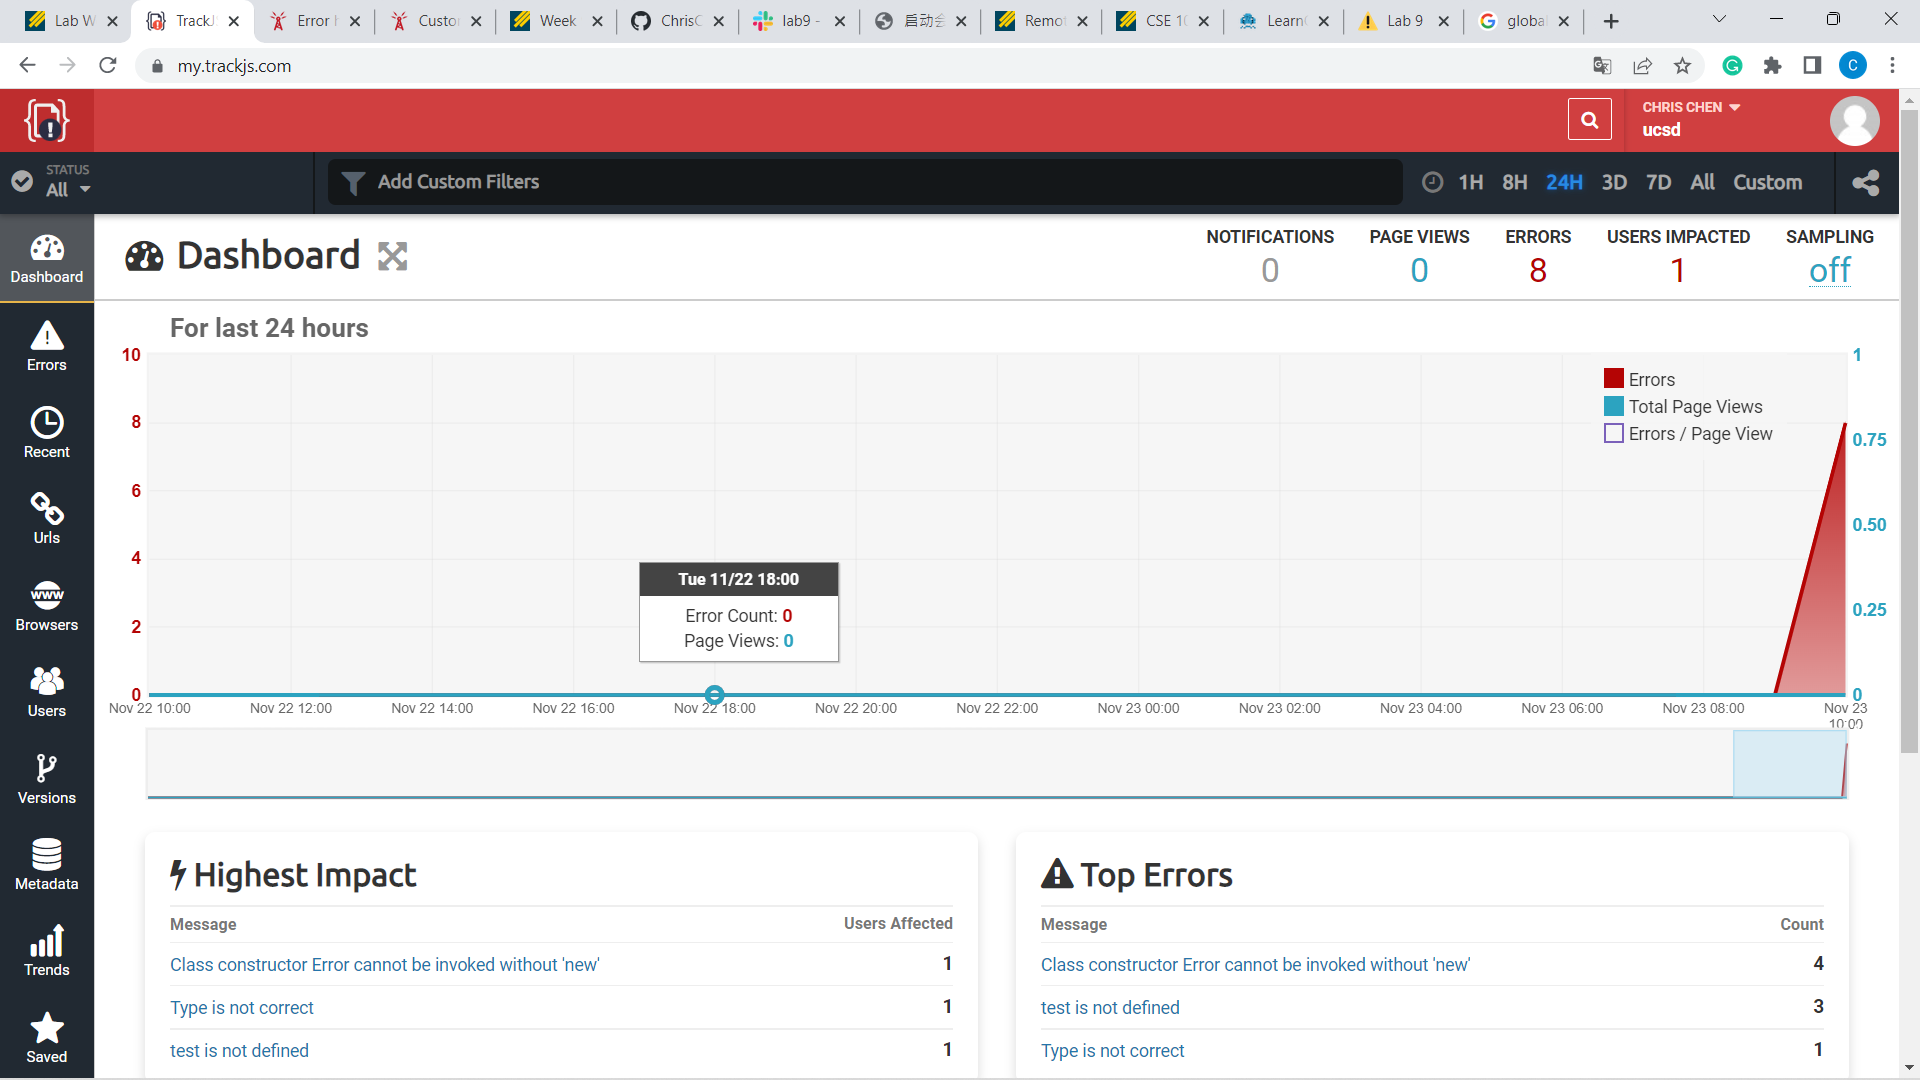 Lab W
TrackJ
Error h
Custo
Week
ChrisC
lab9 -
启动会
Remo
CSE 1
Learn
Lab 9
globa
my.trackjs.com
C
CHRIS CHEN
ucsd
STATUS
All
Add Custom Filters
1H 8H 24H 3D 7D All Custom
Dashboard
Errors
Recent
Urls
WWW
Browsers
Users
Versions
Metadata
Trends
Saved
Dashboard
NOTIFICATIONS
0
PAGE VIEWS
0
ERRORS
8
USERS IMPACTED
1
SAMPLING
off
For last 24 hours
10
8
6
4
2
0
1
0.75
0.50
0.25
0
Errors
Total Page Views
Errors / Page View
Tue 11/22 18:00
Error Count: 0
Page Views: 0
Nov 22 10:00
Nov 22 12:00
Nov 22 14:00
Nov 22 16:00
Nov 22 18:00
Nov 22 20:00
Nov 22 22:00
Nov 23 00:00
Nov 23 02:00
Nov 23 04:00
Nov 23 06:00
Nov 23 08:00
Nov 23
10:00
Highest Impact
Message Users Affected
Class constructor Error cannot be invoked without 'new' 1
Type is not correct 1
test is not defined 1
Top Errors
Message Count
Class constructor Error cannot be invoked without 'new' 4
test is not defined 3
Type is not correct 1